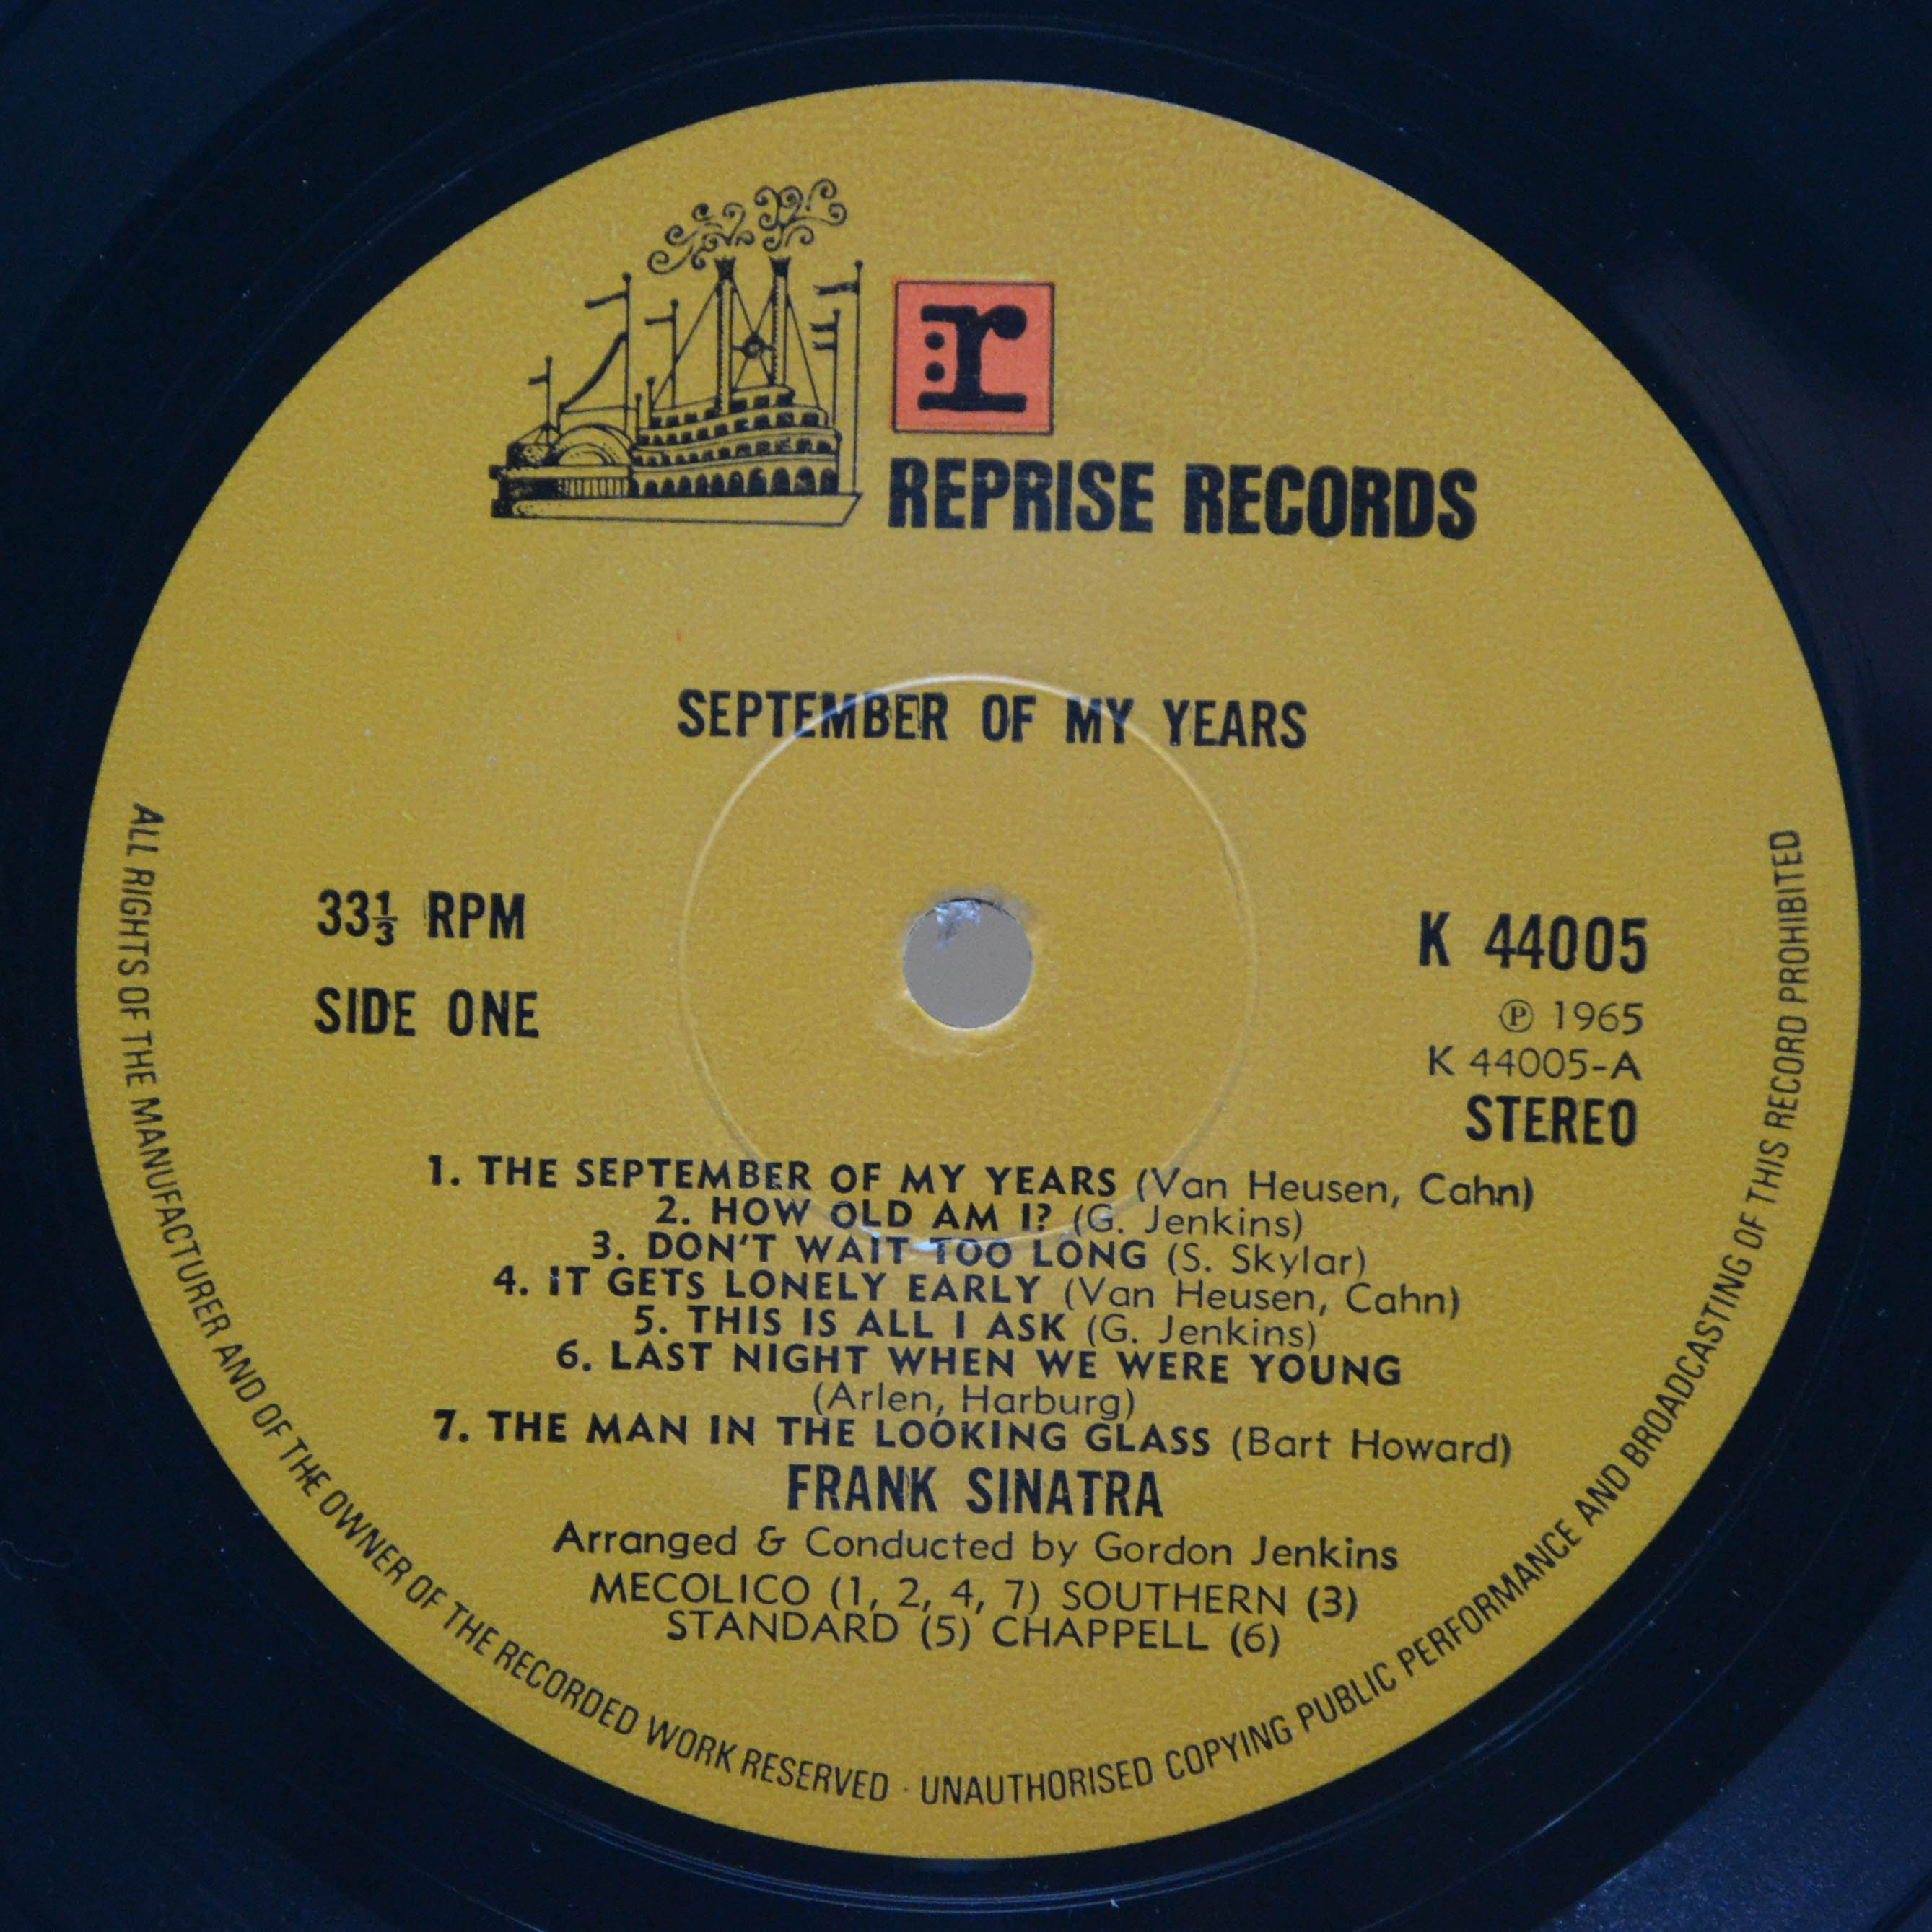 r
REPRISE RECORDS
SEPTEMBER OF MY YEARS
33⅓ RPM
SIDE ONE
K 44005
℗ 1965
K 44005-A
STEREO
1. THE SEPTEMBER OF MY YEARS (Van Heusen, Cahn)
2. HOW OLD AM I? (G. Jenkins)
3. DON'T WAIT TOO LONG (S. Skylar)
4. IT GETS LONELY EARLY (Van Heusen, Cahn)
5. THIS IS ALL I ASK (G. Jenkins)
6. LAST NIGHT WHEN WE WERE YOUNG
(Arlen, Harburg)
7. THE MAN IN THE LOOKING GLASS (Bart Howard)
FRANK SINATRA
Arranged & Conducted by Gordon Jenkins
MECOLICO (1, 2, 4, 7) SOUTHERN (3)
STANDARD (5) CHAPPELL (6)
ALL RIGHTS OF THE MANUFACTURER AND OF THE OWNER OF THE RECORDED WORK RESERVED · UNAUTHORISED COPYING PUBLIC PERFORMANCE AND BROADCASTING OF THIS RECORD PROHIBITED